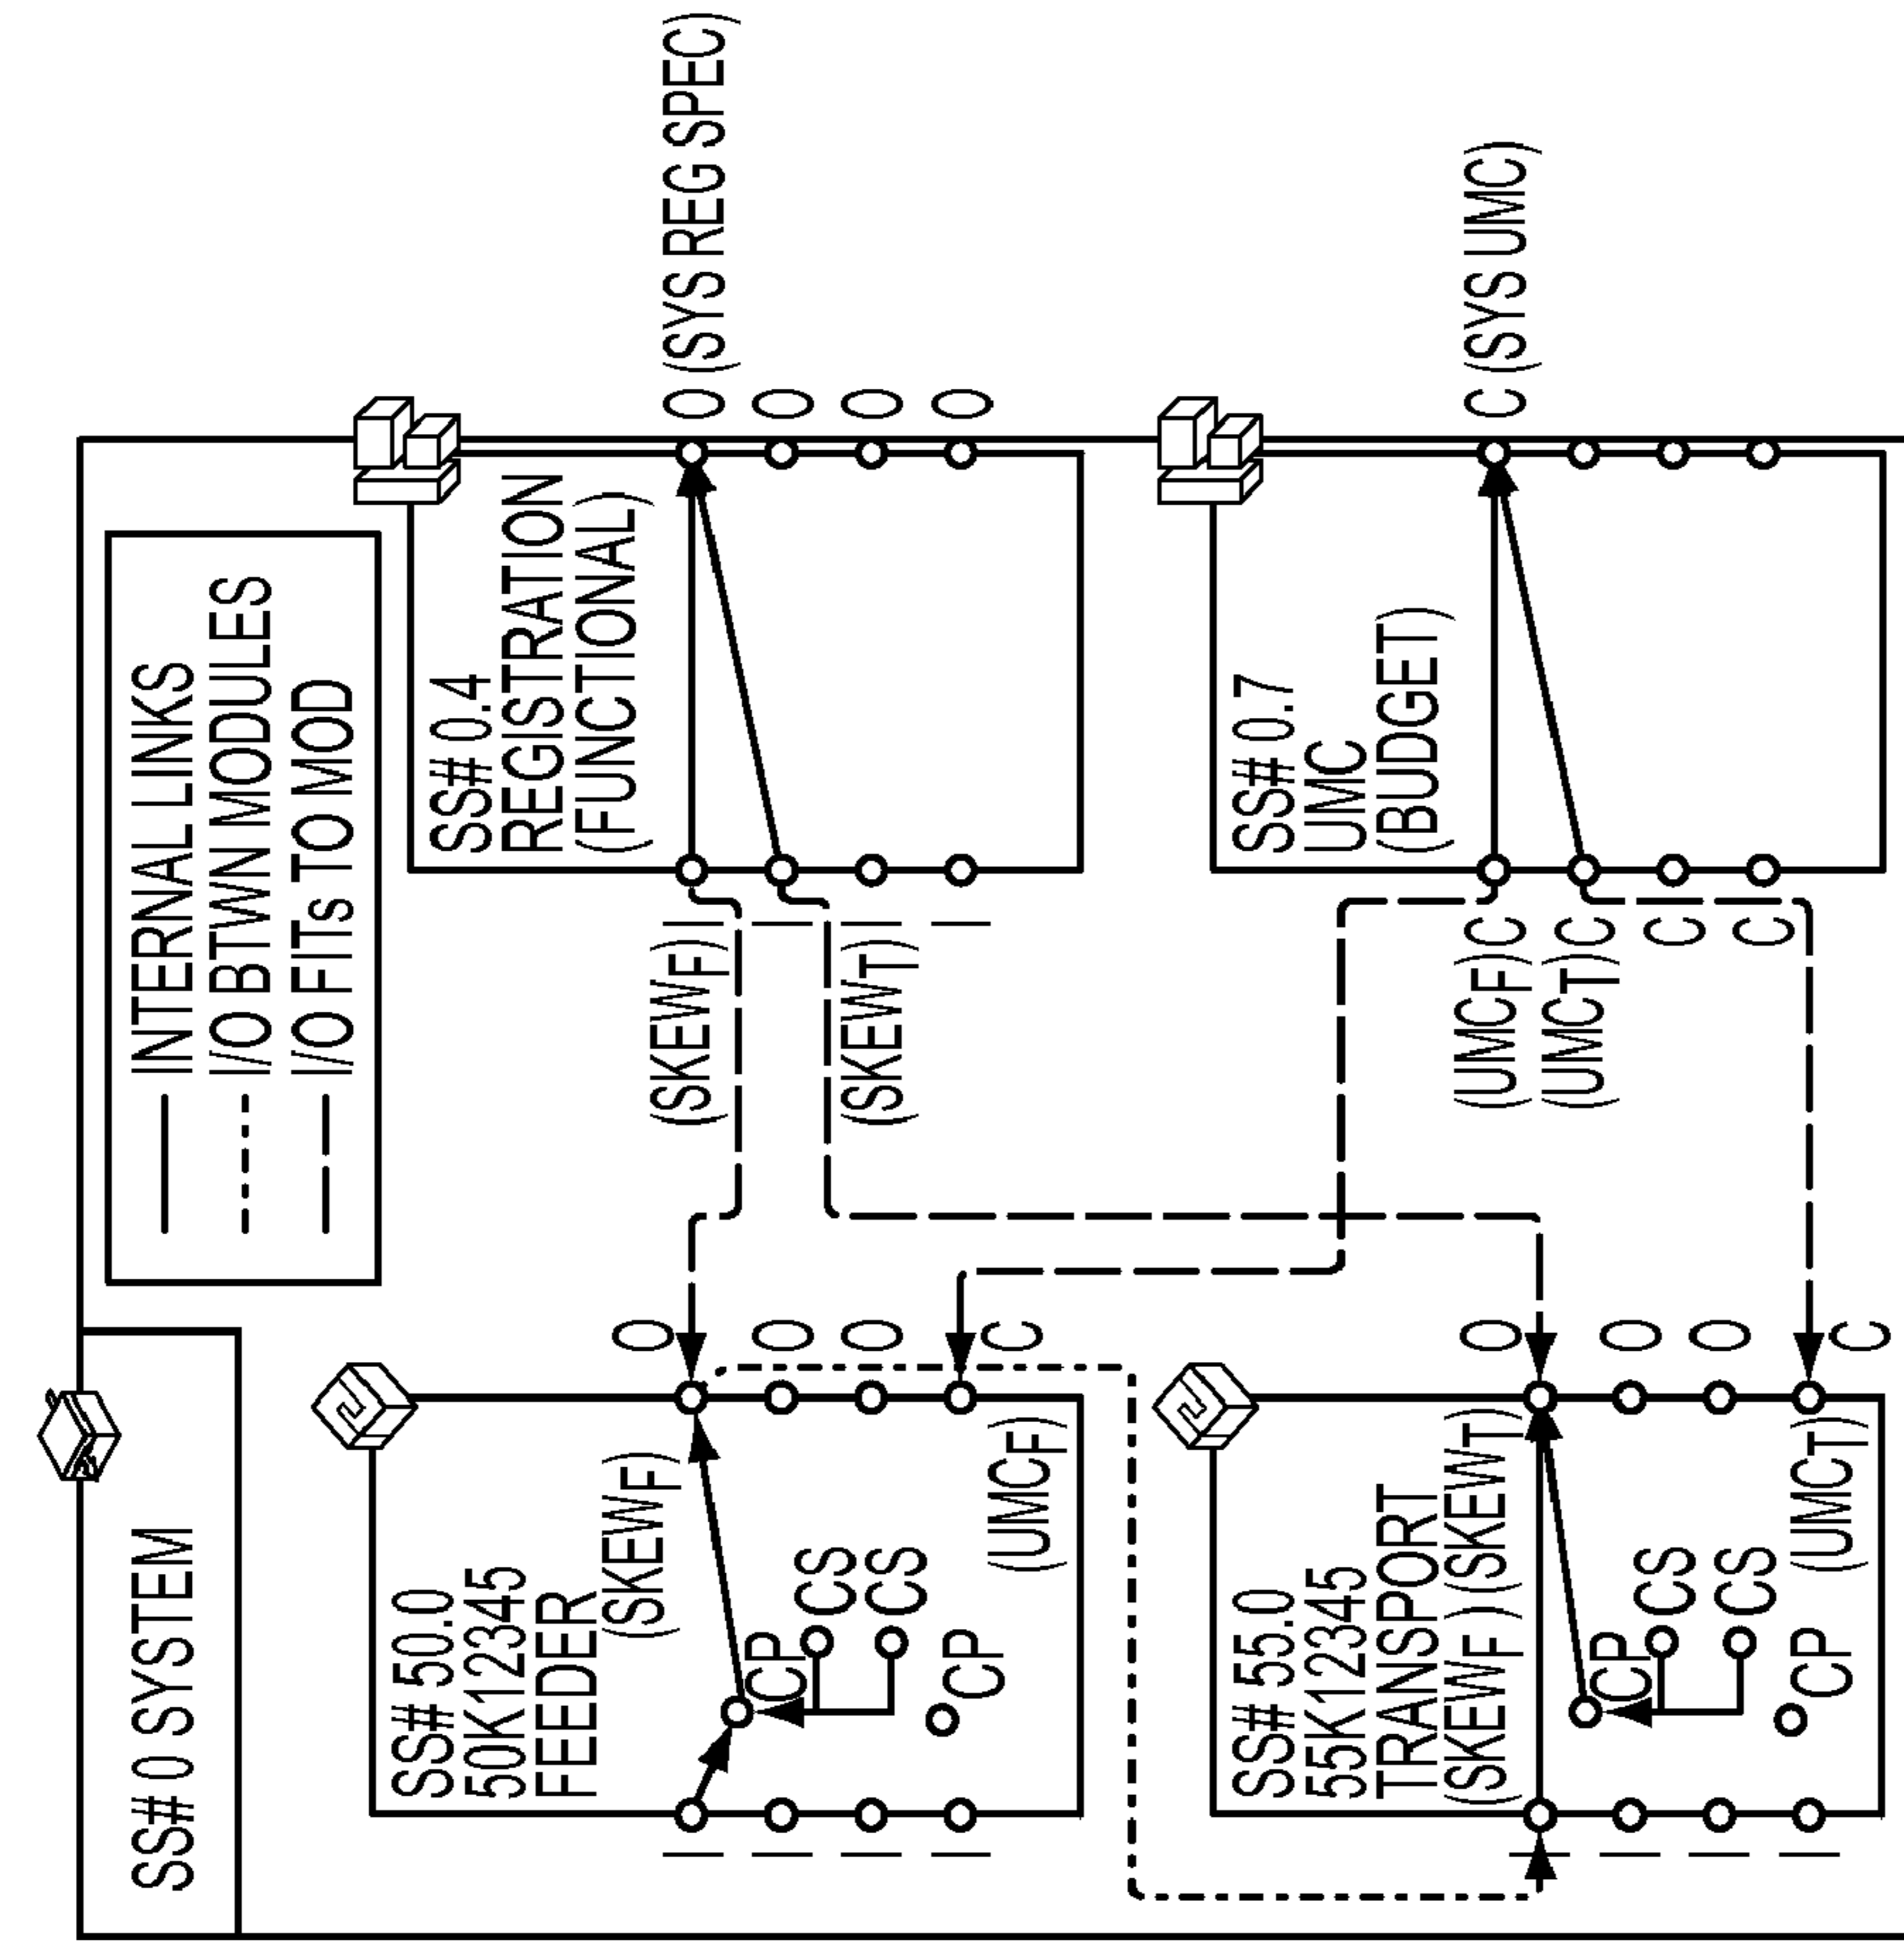 SS# 0 SYSTEM
INTERNAL LINKS
I/O BTWN MODULES
I/O FITs TO MOD
SS# 50.0
50K12345
FEEDER
(SKEWF)
I
I
I
I
CP
CS
CS
CP
(UMCF)
O
O
O
C
SS# 0.4
REGISTRATION
(FUNCTIONAL)
(SKEWF) I
I
(SKEWT) I
I
O (SYS REG SPEC)
O
O
O
SS# 55.0
55K12345
TRANSPORT
(SKEWF) (SKEWT)
I
I
I
I
CP
CS
CS
CP
(UMCT)
O
O
O
C
SS# 0.7
UMC
(BUDGET)
(UMCF) C
(UMCT) C
C
C
C (SYS UMC)